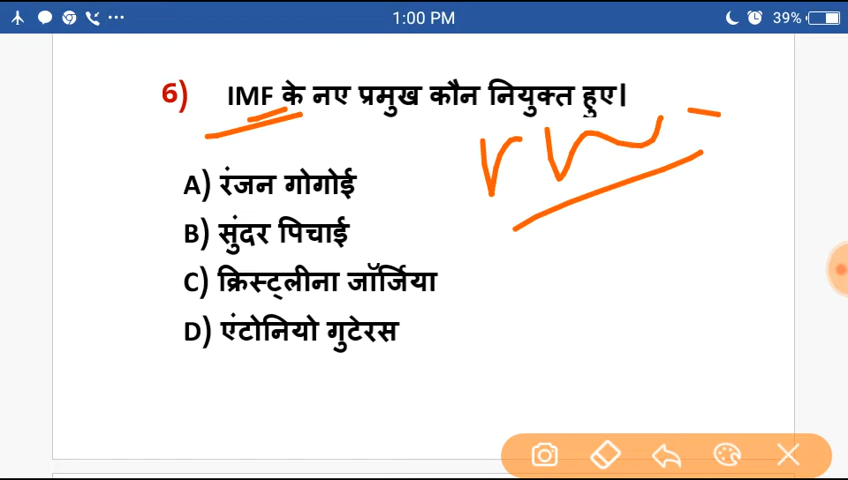 1:00 PM
39%
6) IMF के नए प्रमुख कौन नियुक्त हुए।
A) रंजन गोगोई
B) सुंदर पिचाई
C) क्रिस्ट्लीना जॉर्जिया
D) एंटोनियो गुटेरस